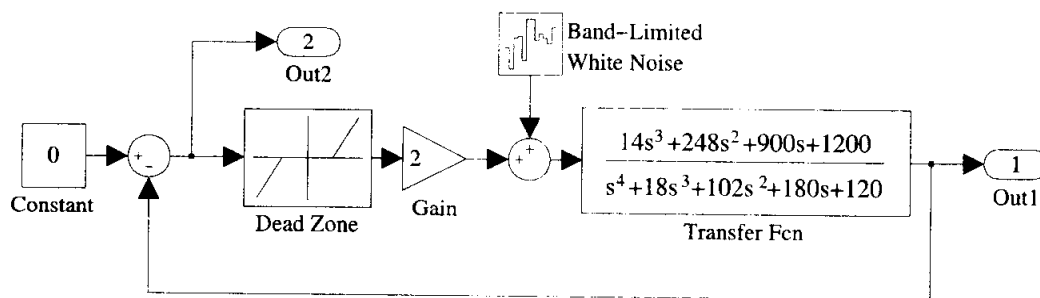 2
Out2
Band-Limited
White Noise
0
Constant
+
−
Dead Zone
2
Gain
+
+
14s³+248s²+900s+1200
s⁴+18s³+102s²+180s+120
Transfer Fcn
1
Out1